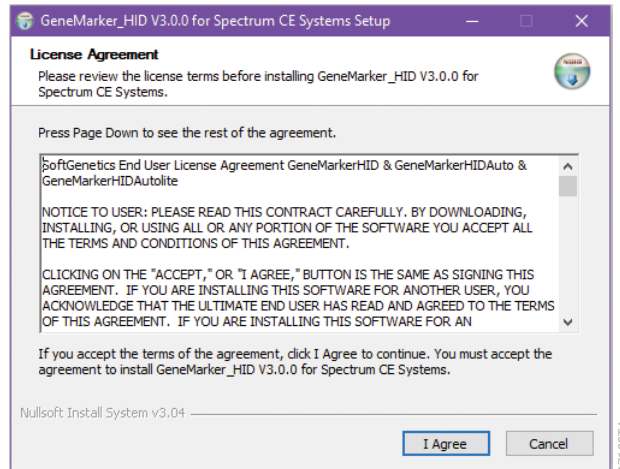 GeneMarker_HID V3.0.0 for Spectrum CE Systems Setup
License Agreement
Please review the license terms before installing GeneMarker_HID V3.0.0 for
Spectrum CE Systems.
Press Page Down to see the rest of the agreement.
SoftGenetics End User License Agreement GeneMarkerHID & GeneMarkerHIDAuto &
GeneMarkerHIDAutolite
NOTICE TO USER: PLEASE READ THIS CONTRACT CAREFULLY. BY DOWNLOADING,
INSTALLING, OR USING ALL OR ANY PORTION OF THE SOFTWARE YOU ACCEPT ALL
THE TERMS AND CONDITIONS OF THIS AGREEMENT.
CLICKING ON THE "ACCEPT," OR "I AGREE," BUTTON IS THE SAME AS SIGNING THIS
AGREEMENT.  IF YOU ARE INSTALLING THIS SOFTWARE FOR ANOTHER USER, YOU
ACKNOWLEDGE THAT THE ULTIMATE END USER HAS READ AND AGREED TO THE TERMS
OF THIS AGREEMENT.  IF YOU ARE INSTALLING THIS SOFTWARE FOR AN
If you accept the terms of the agreement, click I Agree to continue. You must accept the
agreement to install GeneMarker_HID V3.0.0 for Spectrum CE Systems.
Nullsoft Install System v3.04
I Agree
Cancel